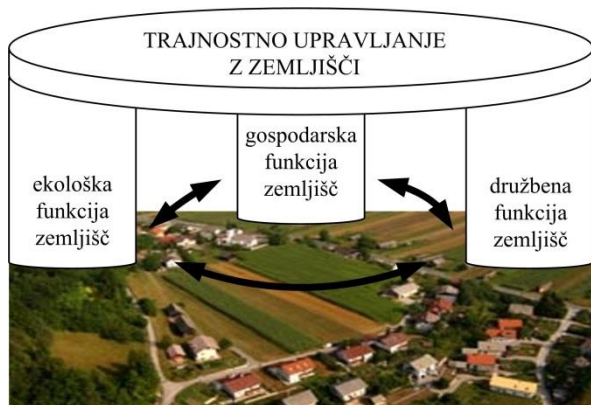 TRAJNOSTNO UPRAVLJANJE
Z ZEMLJIŠČI
ekološka
funkcija
zemljišč
gospodarska
funkcija
zemljišč
družbena
funkcija
zemljišč